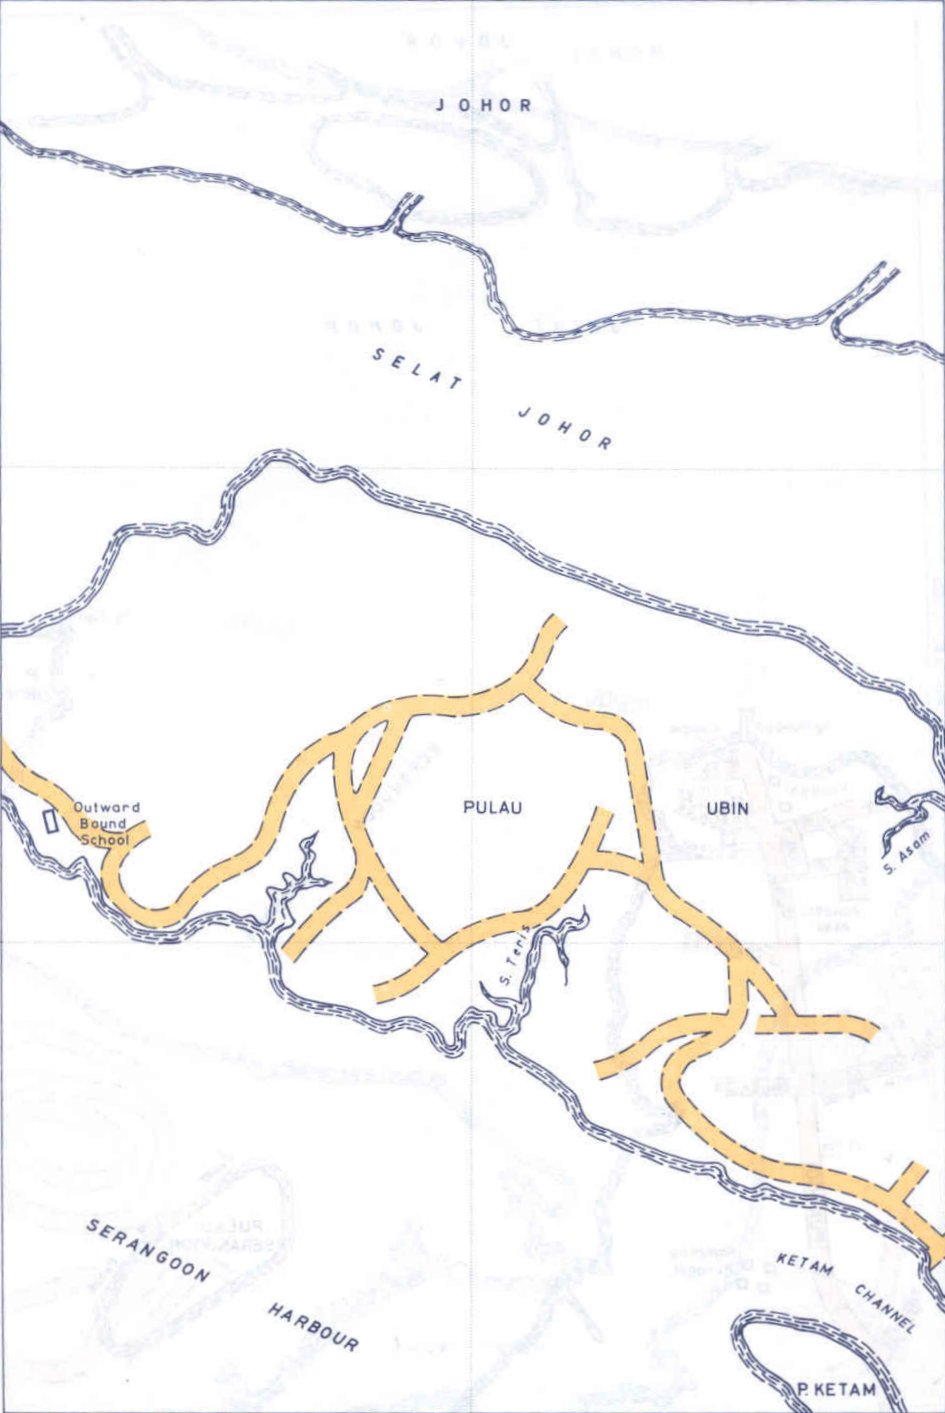 JOHOR
SELAT JOHOR
PULAU UBIN
Outward
Bound
School
S. Asam
S. Teris
SERANGOON HARBOUR
KETAM CHANNEL
P. KETAM